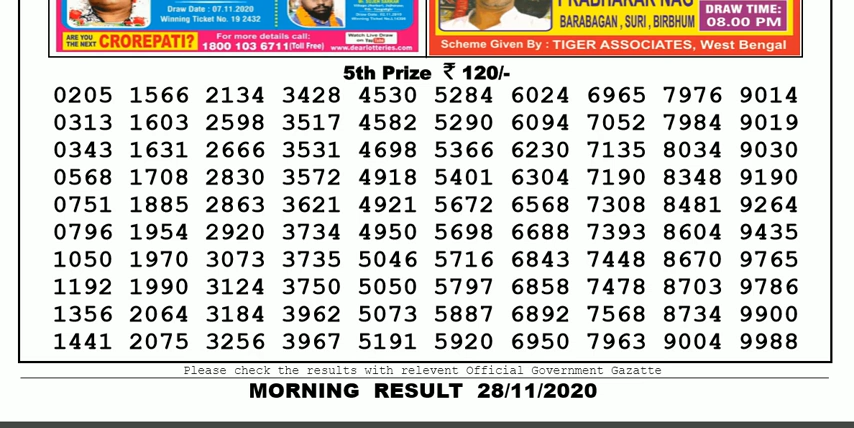 Draw Date : 07.11.2020
Winning Ticket No. 19 2432
ARE YOU THE NEXT CROREPATI?
For more details call:
1800 103 6711(Toll Free)
Watch Live Draw on YouTube
www.dearlotteries.com
PRABHAKAR NAG
BARABAGAN , SURI , BIRBHUM
DRAW TIME:
08.00 PM
Scheme Given By : TIGER ASSOCIATES, West Bengal
5th Prize ₹ 120/-
0205 1566 2134 3428 4530 5284 6024 6965 7976 9014
0313 1603 2598 3517 4582 5290 6094 7052 7984 9019
0343 1631 2666 3531 4698 5366 6230 7135 8034 9030
0568 1708 2830 3572 4918 5401 6304 7190 8348 9190
0751 1885 2863 3621 4921 5672 6568 7308 8481 9264
0796 1954 2920 3734 4950 5698 6688 7393 8604 9435
1050 1970 3073 3735 5046 5716 6843 7448 8670 9765
1192 1990 3124 3750 5050 5797 6858 7478 8703 9786
1356 2064 3184 3962 5073 5887 6892 7568 8734 9900
1441 2075 3256 3967 5191 5920 6950 7963 9004 9988
Please check the results with relevent Official Government Gazatte
MORNING RESULT 28/11/2020